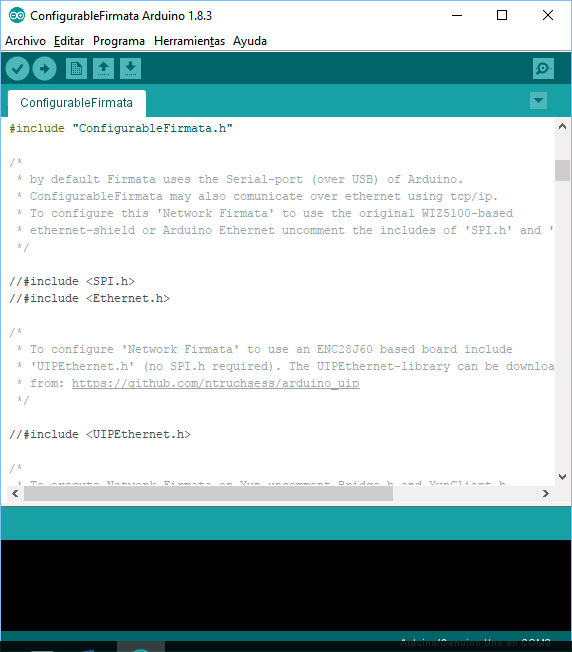 ConfigurableFirmata Arduino 1.8.3
Archivo Editar Programa Herramientas Ayuda
ConfigurableFirmata
#include "ConfigurableFirmata.h"
/*
* by default Firmata uses the Serial-port (over USB) of Arduino.
* ConfigurableFirmata may also comunicate over ethernet using tcp/ip.
* To configure this 'Network Firmata' to use the original WIZ5100-based
* ethernet-shield or Arduino Ethernet uncomment the includes of 'SPI.h' and '
*/
//#include <SPI.h>
//#include <Ethernet.h>
/*
* To configure 'Network Firmata' to use an ENC28J60 based board include
* 'UIPEthernet.h' (no SPI.h required). The UIPEthernet-library can be downloa
* from: https://github.com/ntruchsess/arduino_uip
*/
//#include <UIPEthernet.h>
/*
* To execute Network Firmata on Yun uncomment Bridge.h and YunClient.h
Arduino/Genuino Uno en COM3